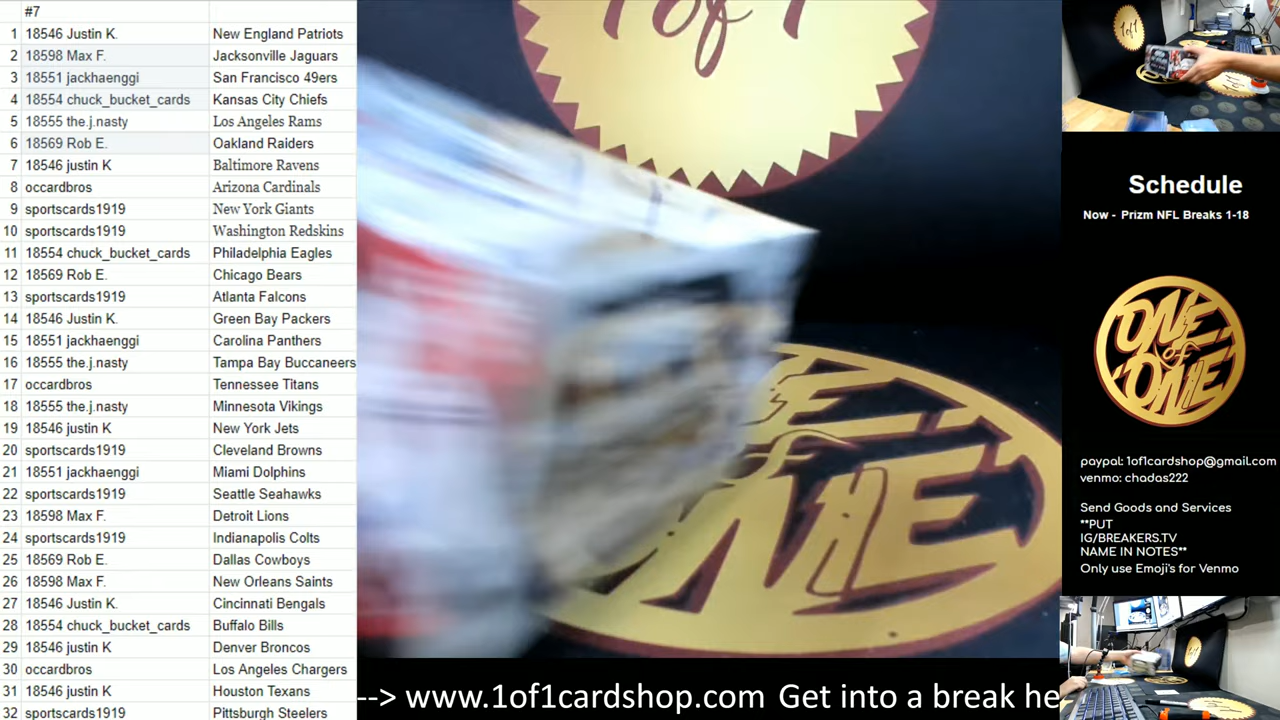 #7
1 18546 Justin K. New England Patriots
2 18598 Max F. Jacksonville Jaguars
3 18551 jackhaenggi San Francisco 49ers
4 18554 chuck_bucket_cards Kansas City Chiefs
5 18555 the.j.nasty Los Angeles Rams
6 18569 Rob E. Oakland Raiders
7 18546 justin K Baltimore Ravens
8 occardbros Arizona Cardinals
9 sportscards1919 New York Giants
10 sportscards1919 Washington Redskins
11 18554 chuck_bucket_cards Philadelphia Eagles
12 18569 Rob E. Chicago Bears
13 sportscards1919 Atlanta Falcons
14 18546 Justin K. Green Bay Packers
15 18551 jackhaenggi Carolina Panthers
16 18555 the.j.nasty Tampa Bay Buccaneers
17 occardbros Tennessee Titans
18 18555 the.j.nasty Minnesota Vikings
19 18546 justin K New York Jets
20 sportscards1919 Cleveland Browns
21 18551 jackhaenggi Miami Dolphins
22 sportscards1919 Seattle Seahawks
23 18598 Max F. Detroit Lions
24 sportscards1919 Indianapolis Colts
25 18569 Rob E. Dallas Cowboys
26 18598 Max F. New Orleans Saints
27 18546 Justin K. Cincinnati Bengals
28 18554 chuck_bucket_cards Buffalo Bills
29 18546 justin K Denver Broncos
30 occardbros Los Angeles Chargers
31 18546 justin K Houston Texans
32 sportscards1919 Pittsburgh Steelers
1 of 1
ONE
of
ONE
--> www.1of1cardshop.com Get into a break he
1of1
Schedule
Now - Prizm NFL Breaks 1-18
ONE
of
ONE
paypal: 1of1cardshop@gmail.com
venmo: chadas222
Send Goods and Services
**PUT
IG/BREAKERS.TV
NAME IN NOTES**
Only use Emoji's for Venmo